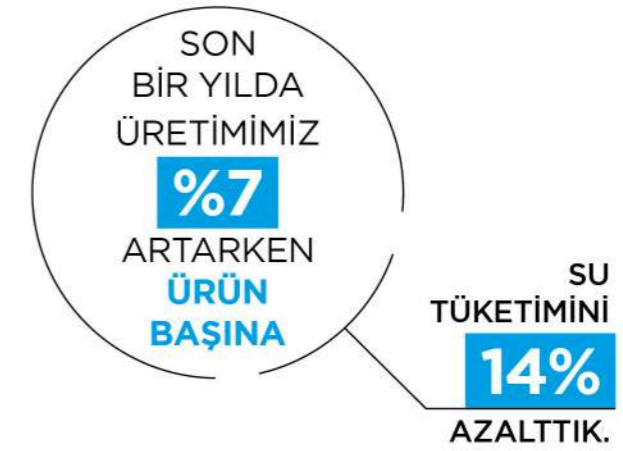 SON
BİR YILDA
ÜRETİMİMİZ
%7
ARTARKEN
ÜRÜN
BAŞINA
SU
TÜKETİMİNİ
14%
AZALTTIK.